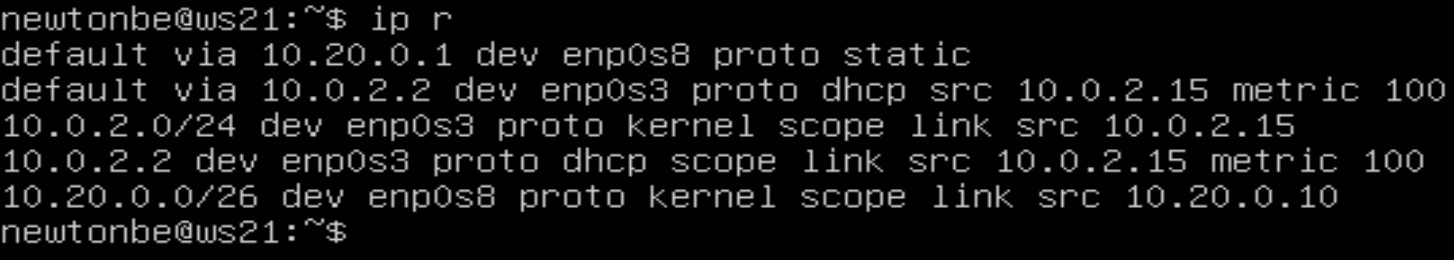 newtonbe@ws21:~$ ip r
default via 10.20.0.1 dev enp0s8 proto static
default via 10.0.2.2 dev enp0s3 proto dhcp src 10.0.2.15 metric 100
10.0.2.0/24 dev enp0s3 proto kernel scope link src 10.0.2.15
10.0.2.2 dev enp0s3 proto dhcp scope link src 10.0.2.15 metric 100
10.20.0.0/26 dev enp0s8 proto kernel scope link src 10.20.0.10
newtonbe@ws21:~$